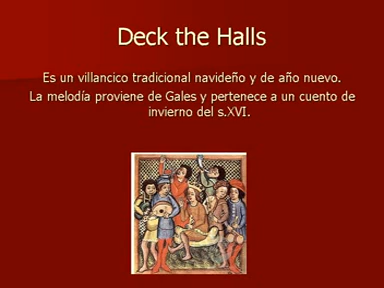 Deck the Halls
Es un villancico tradicional navideño y de año nuevo.
La melodía proviene de Gales y pertenece a un cuento de
invierno del s.XVI.